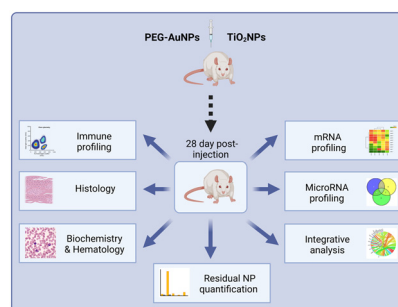 PEG-AuNPs TiO₂NPs
28 day post-
injection
Immune
profiling
Histology
Biochemistry
& Hematology
Residual NP
quantification
mRNA
profiling
MicroRNA
profiling
Integrative
analysis